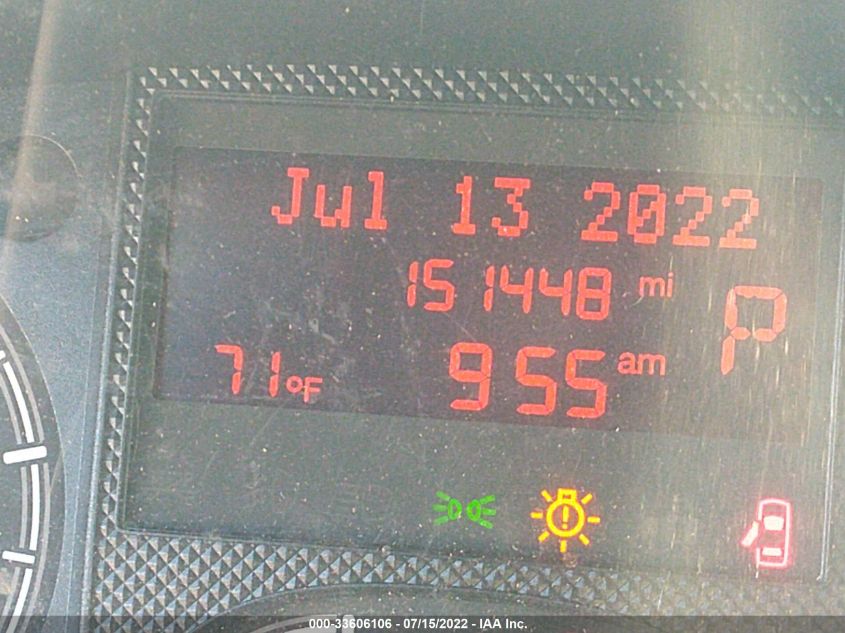 Jul 13 2022
151448 mi
P
71°F 955 am
000-33606106 - 07/15/2022 - IAA Inc.